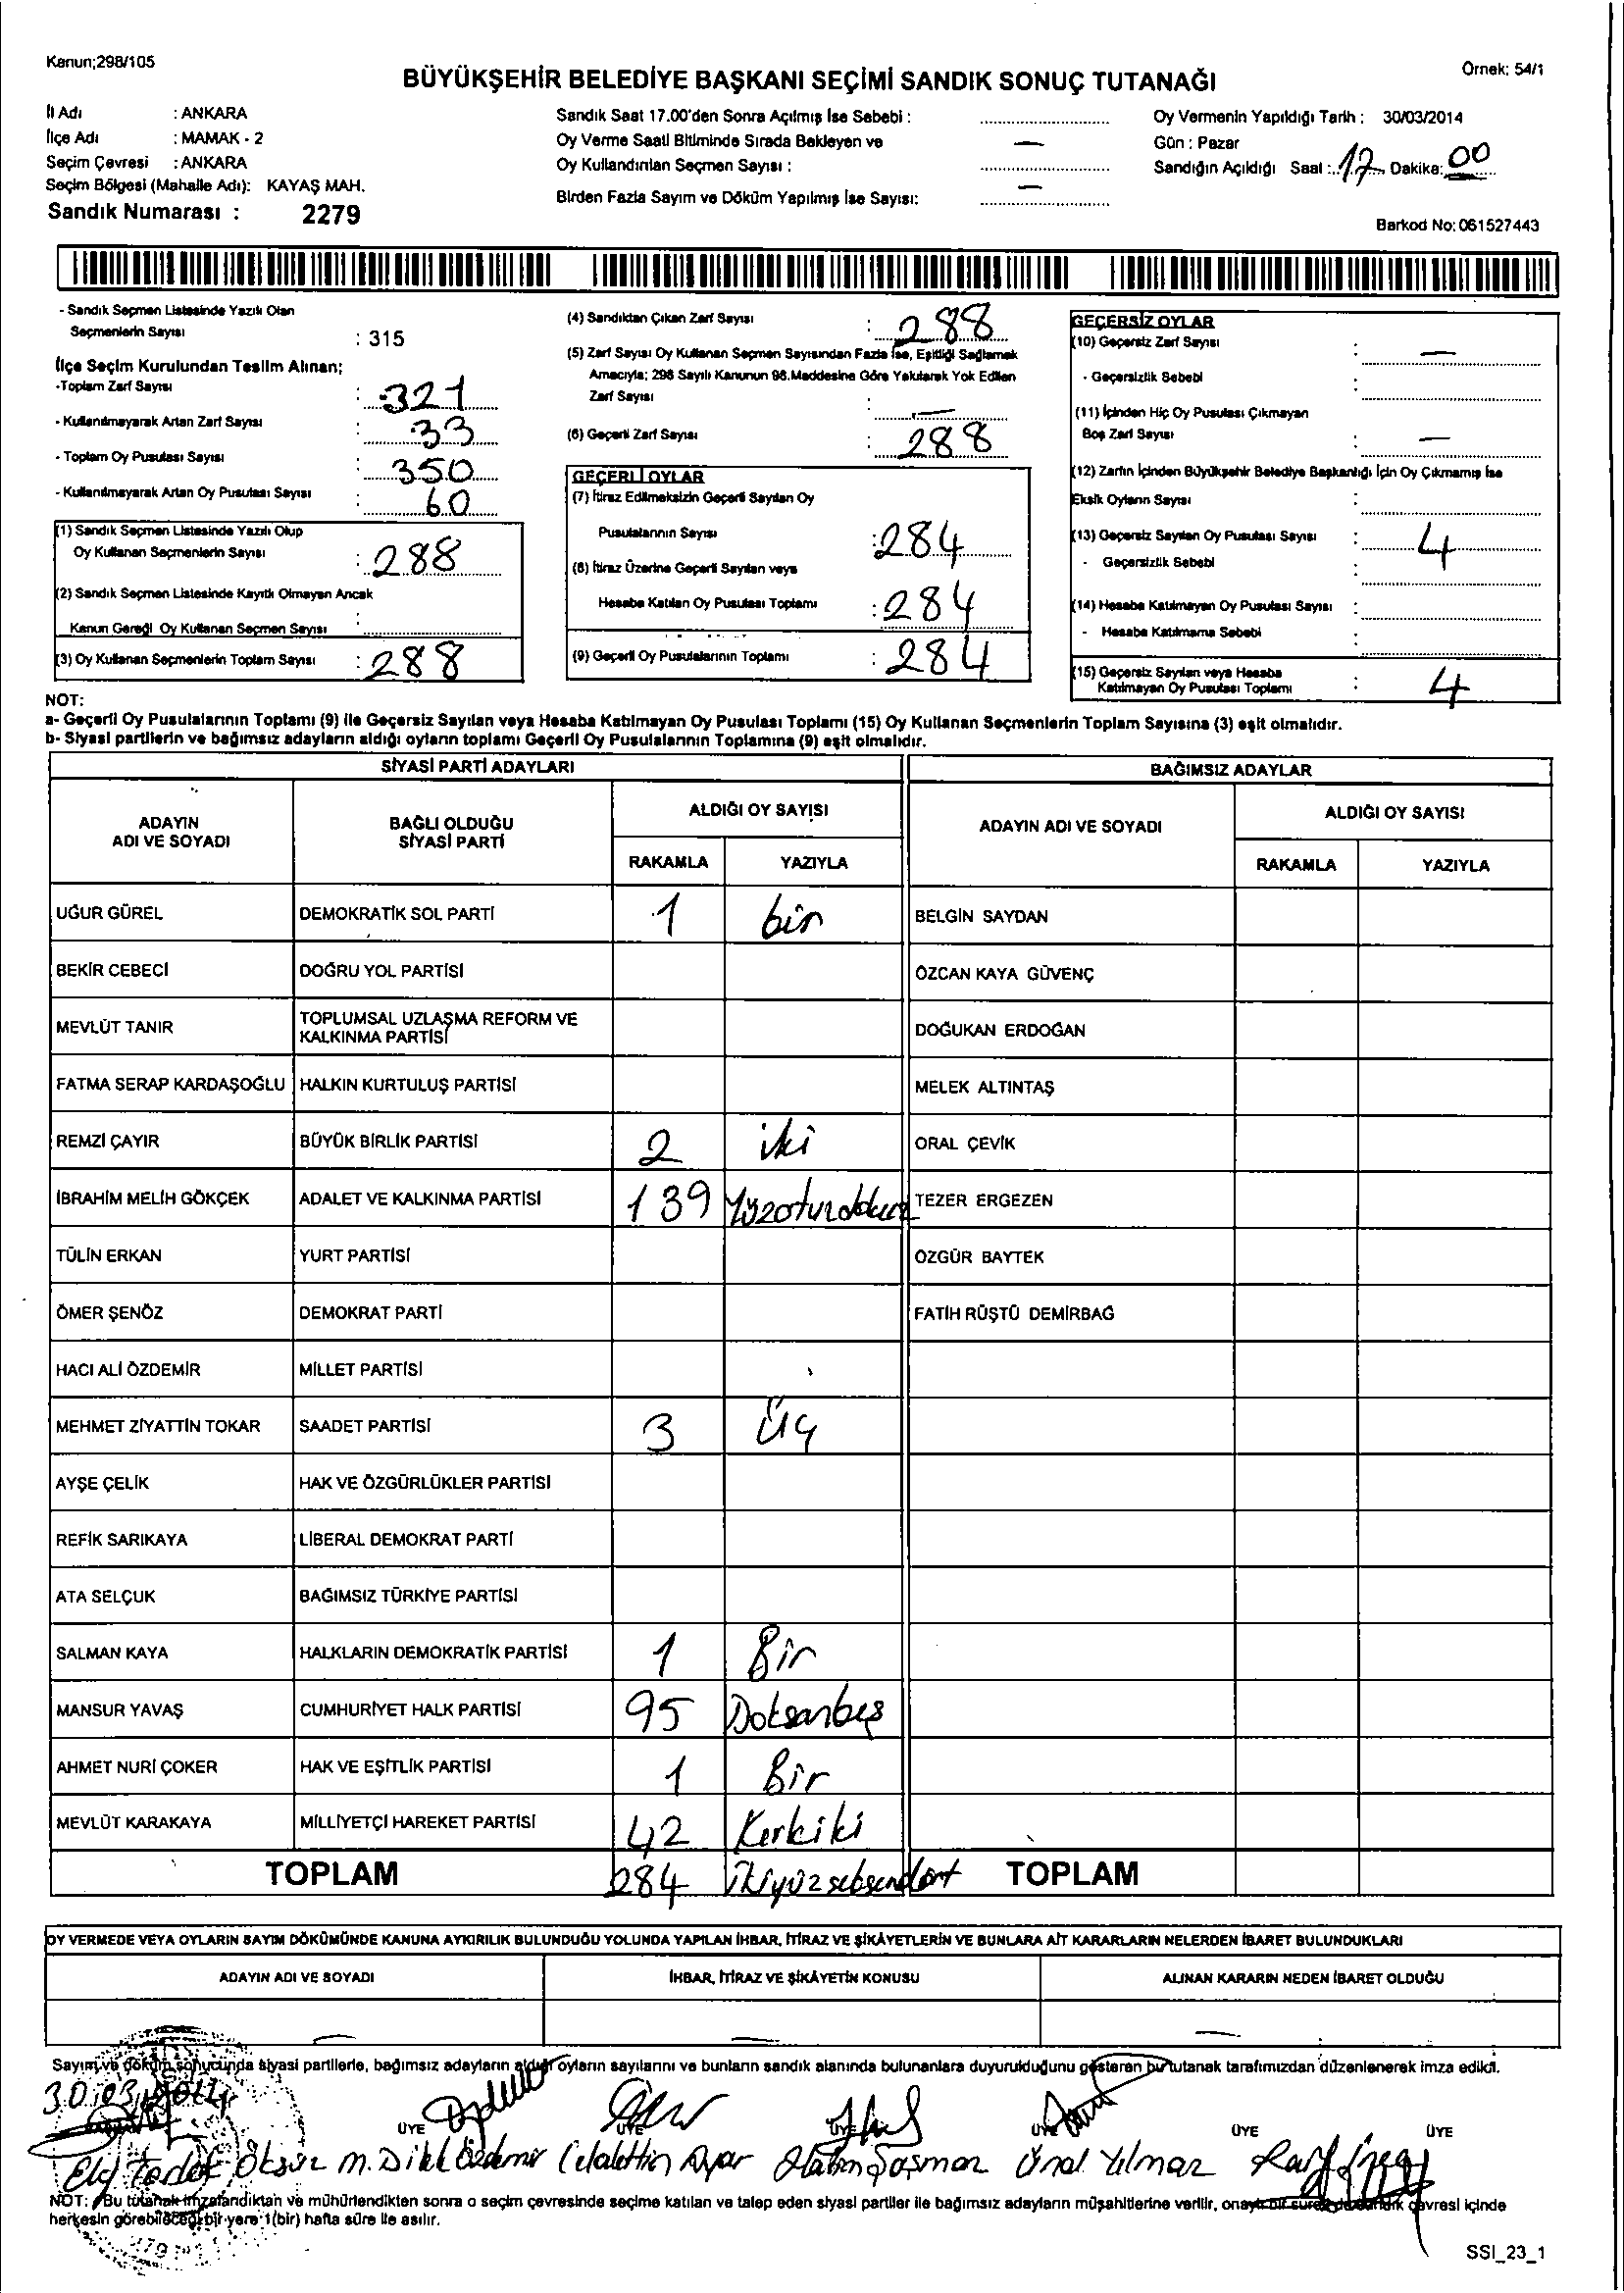 Kanun;298/105
Örnek: 54/1
BÜYÜKŞEHİR BELEDİYE BAŞKANI SEÇİMİ SANDIK SONUÇ TUTANAĞI
İl Adı : ANKARA
İlçe Adı : MAMAK - 2
Seçim Çevresi : ANKARA
Seçim Bölgesi (Mahalle Adı): KAYAŞ MAH.
Sandık Numarası : 2279
Sandık Saat 17.00'den Sonra Açılmış İse Sebebi :
Oy Verme Saati Bitiminde Sırada Bekleyen ve —
Oy Kullandırılan Seçmen Sayısı :
Birden Fazla Sayım ve Döküm Yapılmış İse Sayısı: —
Oy Vermenin Yapıldığı Tarih : 30/03/2014
Gün : Pazar
Sandığın Açıldığı Saat : 17 Dakika: 00
Barkod No: 061527443
- Sandık Seçmen Listesinde Yazılı Olan
Seçmenlerin Sayısı : 315
İlçe Seçim Kurulundan Teslim Alınan;
-Toplam Zarf Sayısı : 321
- Kullanılmayarak Artan Zarf Sayısı : 33
- Toplam Oy Pusulası Sayısı : 350
- Kullanılmayarak Artan Oy Pusulası Sayısı : 60
(1) Sandık Seçmen Listesinde Yazılı Olup
Oy Kullanan Seçmenlerin Sayısı : 288
(2) Sandık Seçmen Listesinde Kayıtlı Olmayan Ancak
Kanun Gereği Oy Kullanan Seçmen Sayısı :
(3) Oy Kullanan Seçmenlerin Toplam Sayısı : 288
(4) Sandıktan Çıkan Zarf Sayısı : 288
(5) Zarf Sayısı Oy Kullanan Seçmen Sayısından Fazla İse, Eşitliği Sağlamak
Amacıyla; 298 Sayılı Kanunun 98.Maddesine Göre Yakılarak Yok Edilen
Zarf Sayısı : —
(6) Geçerli Zarf Sayısı : 288
GEÇERLİ OYLAR
(7) İtiraz Edilmeksizin Geçerli Sayılan Oy
Pusulalarının Sayısı : 284
(8) İtiraz Üzerine Geçerli Sayılan veya
Hesaba Katılan Oy Pusulası Toplamı : 284
(9) Geçerli Oy Pusulalarının Toplamı : 284
GEÇERSİZ OYLAR
(10) Geçersiz Zarf Sayısı : —
- Geçersizlik Sebebi :
(11) İçinden Hiç Oy Pusulası Çıkmayan
Boş Zarf Sayısı : —
(12) Zarfın İçinden Büyükşehir Belediye Başkanlığı İçin Oy Çıkmamış İse
Eksik Oyların Sayısı :
(13) Geçersiz Sayılan Oy Pusulası Sayısı : 4
- Geçersizlik Sebebi :
(14) Hesaba Katılmayan Oy Pusulası Sayısı :
- Hesaba Katılmama Sebebi :
(15) Geçersiz Sayılan veya Hesaba
Katılmayan Oy Pusulası Toplamı : 4
NOT:
a- Geçerli Oy Pusulalarının Toplamı (9) ile Geçersiz Sayılan veya Hesaba Katılmayan Oy Pusulası Toplamı (15) Oy Kullanan Seçmenlerin Toplam Sayısına (3) eşit olmalıdır.
b- Siyasi partilerin ve bağımsız adayların aldığı oyların toplamı Geçerli Oy Pusulalarının Toplamına (9) eşit olmalıdır.
SİYASİ PARTİ ADAYLARI BAĞIMSIZ ADAYLAR
ADAYIN ADI VE SOYADI BAĞLI OLDUĞU SİYASİ PARTİ ALDIĞI OY SAYISI ADAYIN ADI VE SOYADI ALDIĞI OY SAYISI
RAKAMLA YAZIYLA RAKAMLA YAZIYLA
UĞUR GÜREL DEMOKRATİK SOL PARTİ 1 bir BELGİN SAYDAN
BEKİR CEBECİ DOĞRU YOL PARTİSİ ÖZCAN KAYA GÜVENÇ
MEVLÜT TANIR TOPLUMSAL UZLAŞMA REFORM VE KALKINMA PARTİSİ DOĞUKAN ERDOĞAN
FATMA SERAP KARDAŞOĞLU HALKIN KURTULUŞ PARTİSİ MELEK ALTINTAŞ
REMZİ ÇAYIR BÜYÜK BİRLİK PARTİSİ 2 iki ORAL ÇEVİK
İBRAHİM MELİH GÖKÇEK ADALET VE KALKINMA PARTİSİ 139 Yüzotuzdokuz TEZER ERGEZEN
TÜLİN ERKAN YURT PARTİSİ ÖZGÜR BAYTEK
ÖMER ŞENÖZ DEMOKRAT PARTİ FATİH RÜŞTÜ DEMİRBAĞ
HACI ALİ ÖZDEMİR MİLLET PARTİSİ
MEHMET ZİYATTİN TOKAR SAADET PARTİSİ 3 Üç
AYŞE ÇELİK HAK VE ÖZGÜRLÜKLER PARTİSİ
REFİK SARIKAYA LİBERAL DEMOKRAT PARTİ
ATA SELÇUK BAĞIMSIZ TÜRKİYE PARTİSİ
SALMAN KAYA HALKLARIN DEMOKRATİK PARTİSİ 1 Bir
MANSUR YAVAŞ CUMHURİYET HALK PARTİSİ 95 Doksanbeş
AHMET NURİ ÇOKER HAK VE EŞİTLİK PARTİSİ 1 Bir
MEVLÜT KARAKAYA MİLLİYETÇİ HAREKET PARTİSİ 42 Kırkiki
TOPLAM 284 İkiyüzseksendört TOPLAM
OY VERMEDE VEYA OYLARIN SAYIM DÖKÜMÜNDE KANUNA AYKIRILIK BULUNDUĞU YOLUNDA YAPILAN İHBAR, İTİRAZ VE ŞİKÂYETLERİN VE BUNLARA AİT KARARLARIN NELERDEN İBARET BULUNDUKLARI
ADAYIN ADI VE SOYADI İHBAR, İTİRAZ VE ŞİKÂYETİN KONUSU ALINAN KARARIN NEDEN İBARET OLDUĞU
— — —
Sayım ve döküm sonucunda siyasi partilerle, bağımsız adayların aldığı oyların sayılarını ve bunların sandık alanında bulunanlara duyurulduğunu gösteren bu tutanak tarafımızdan düzenlenerek imza edildi.
30.03.2014
ÜYE ÜYE ÜYE ÜYE ÜYE ÜYE
Öksüz M. Dikk Özdemir Celalettin Ayar Hatun Şaşmaz Ünal Yılmaz
NOT: Bu tutanak imzalandıktan ve mühürlendikten sonra o seçim çevresinde seçime katılan ve talep eden siyasi partiler ile bağımsız adayların müşahitlerine verilir, onaylı bir sureti de sandık çevresi içinde
herkesin görebileceği bir yere 1(bir) hafta süre ile asılır.
SSI_23_1